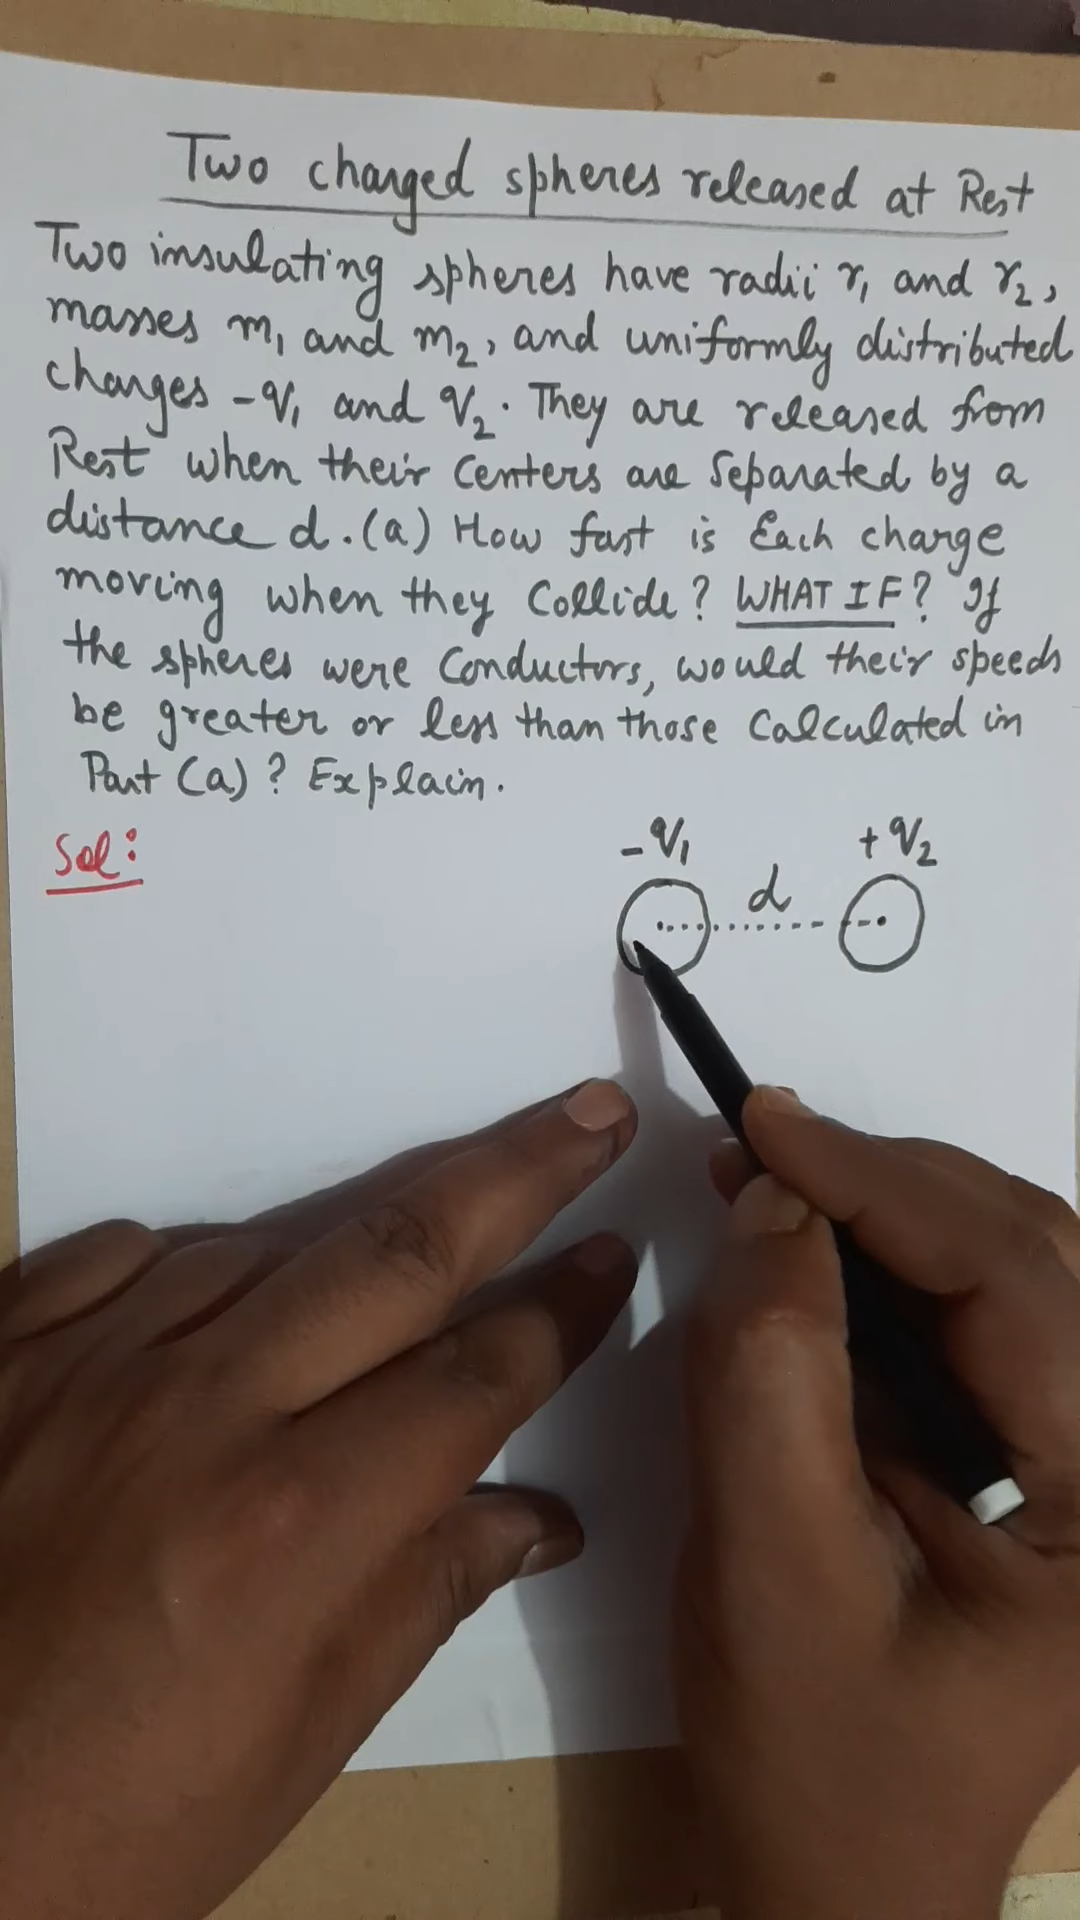 Two charged spheres released at Rest
Two insulating spheres have radii r₁ and r₂,
masses m₁ and m₂, and uniformly distributed
charges -q₁ and q₂. They are released from
Rest when their Centers are Separated by a
distance d. (a) How fast is Each charge
moving when they Collide? WHAT IF? If
the spheres were Conductors, would their speeds
be greater or less than those Calculated in
Part (a)? Explain.
Sol:
-q₁ +q₂
d